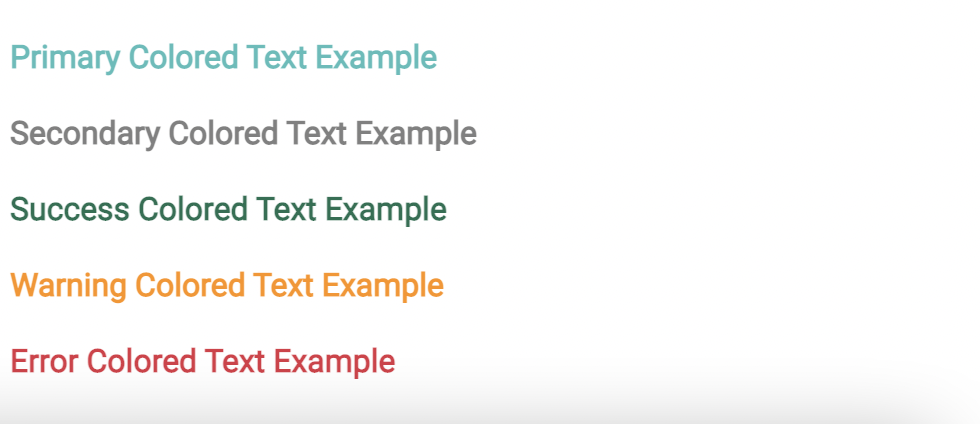 Primary Colored Text Example
Secondary Colored Text Example
Success Colored Text Example
Warning Colored Text Example
Error Colored Text Example